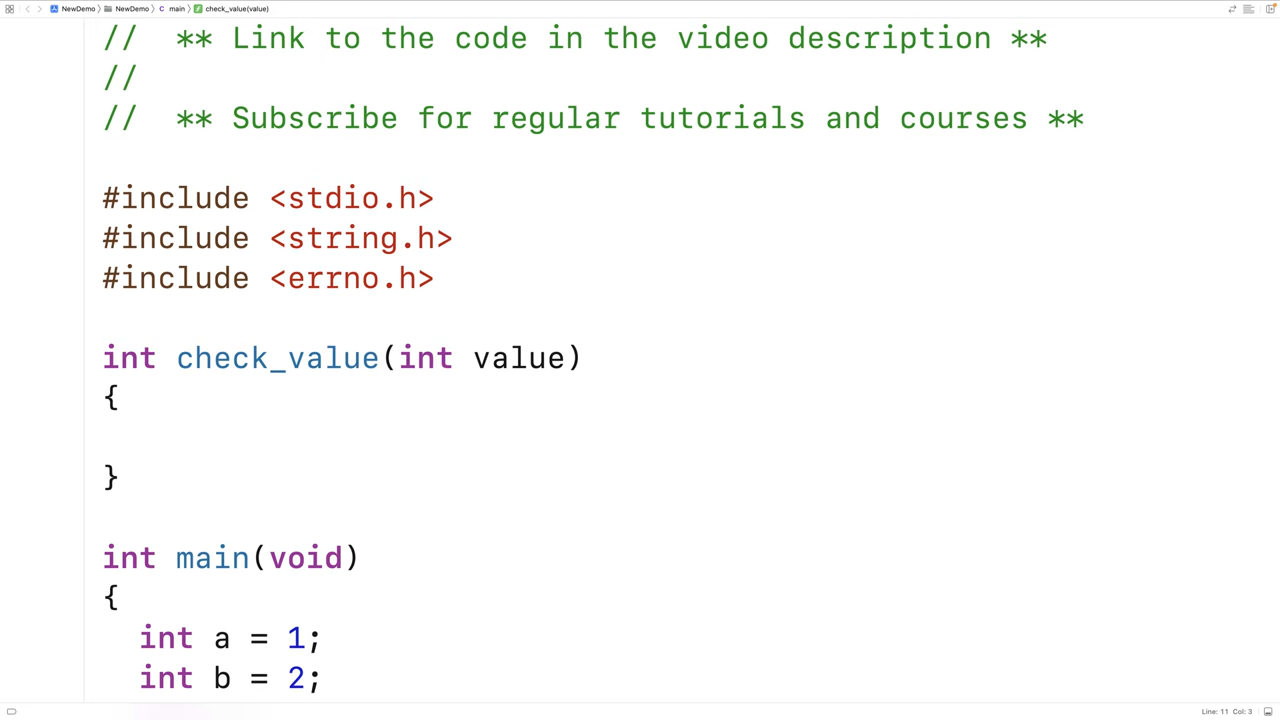 NewDemo NewDemo C main f check_value(value)
// ** Link to the code in the video description **
//
// ** Subscribe for regular tutorials and courses **
#include <stdio.h>
#include <string.h>
#include <errno.h>
int check_value(int value)
{
}
int main(void)
{
int a = 1;
int b = 2;
Line: 11 Col: 3